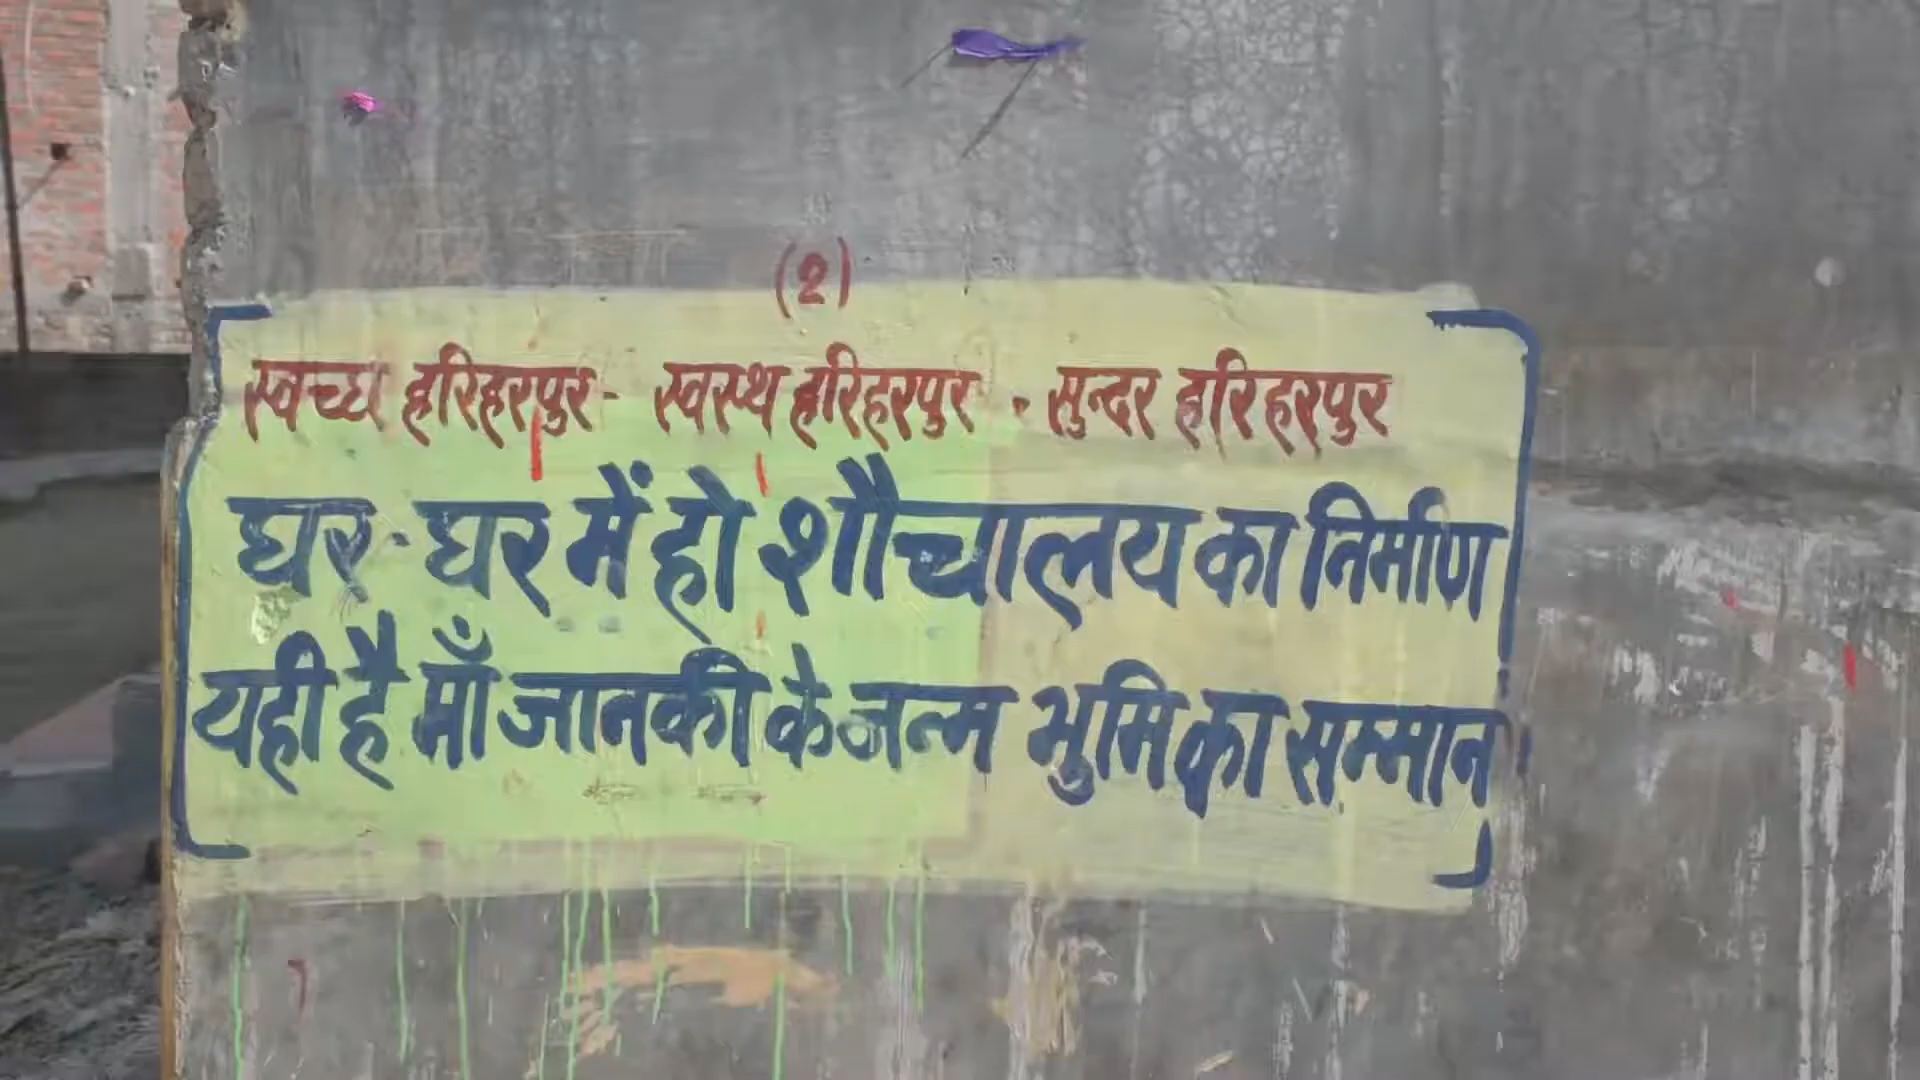 (2)
स्वच्छ हरिहरपुर - स्वस्थ हरिहरपुर - सुन्दर हरिहरपुर
घर-घर में हो शौचालय का निर्माण
यही है माँ जानकी के जन्म भुमि का सम्मान